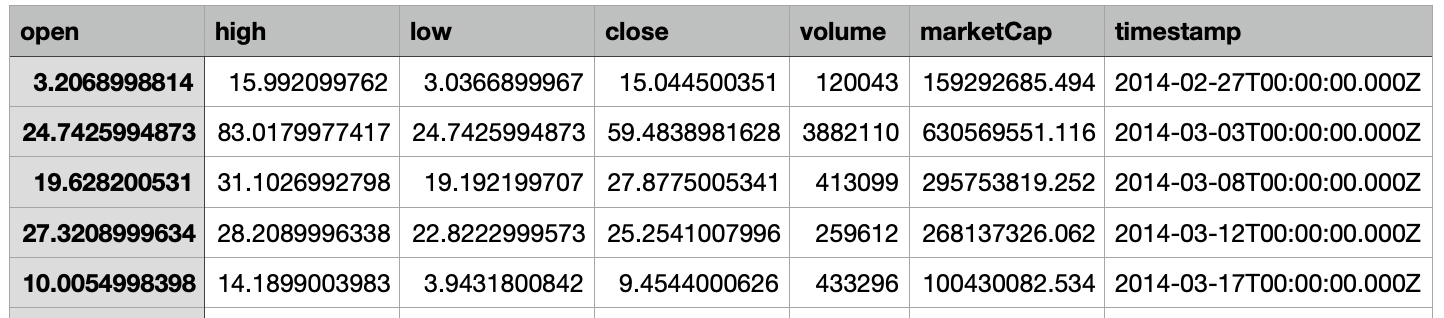 open high low close volume marketCap timestamp
3.2068998814 15.992099762 3.0366899967 15.044500351 120043 159292685.494 2014-02-27T00:00:00.000Z
24.7425994873 83.0179977417 24.7425994873 59.4838981628 3882110 630569551.116 2014-03-03T00:00:00.000Z
19.628200531 31.1026992798 19.192199707 27.8775005341 413099 295753819.252 2014-03-08T00:00:00.000Z
27.3208999634 28.2089996338 22.8222999573 25.2541007996 259612 268137326.062 2014-03-12T00:00:00.000Z
10.0054998398 14.1899003983 3.9431800842 9.4544000626 433296 100430082.534 2014-03-17T00:00:00.000Z